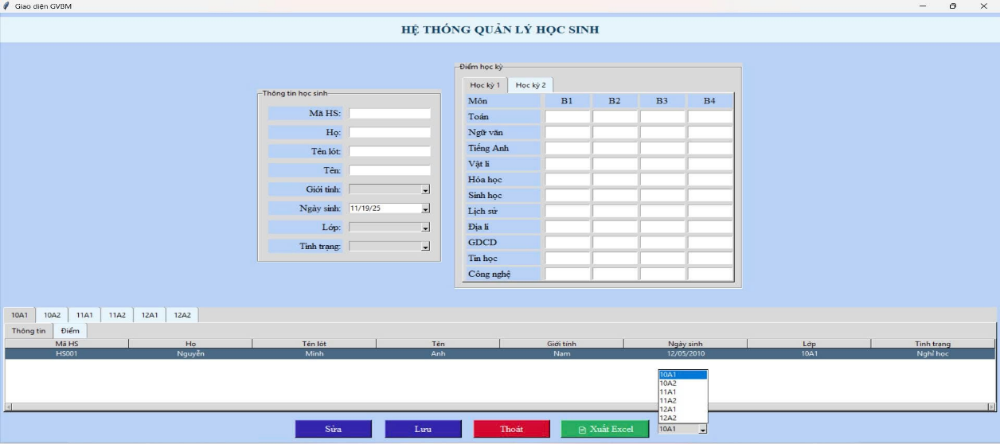 Giao diện GVBM
HỆ THỐNG QUẢN LÝ HỌC SINH
Thông tin học sinh
Mã HS:
Họ:
Tên lót:
Tên:
Giới tính:
Ngày sinh: 11/19/25
Lớp:
Tình trạng:
Điểm học kỳ
Học kỳ 1 Học kỳ 2
Môn B1 B2 B3 B4
Toán
Ngữ văn
Tiếng Anh
Vật lí
Hóa học
Sinh học
Lịch sử
Địa lí
GDCD
Tin học
Công nghệ
10A1 10A2 11A1 11A2 12A1 12A2
Thông tin Điểm
Mã HS Họ Tên lót Tên Giới tính Ngày sinh Lớp Tình trạng
HS001 Nguyễn Minh Anh Nam 12/05/2010 10A1 Nghỉ học
10A1
10A2
11A1
11A2
12A1
12A2
Sửa Lưu Thoát Xuất Excel 10A1